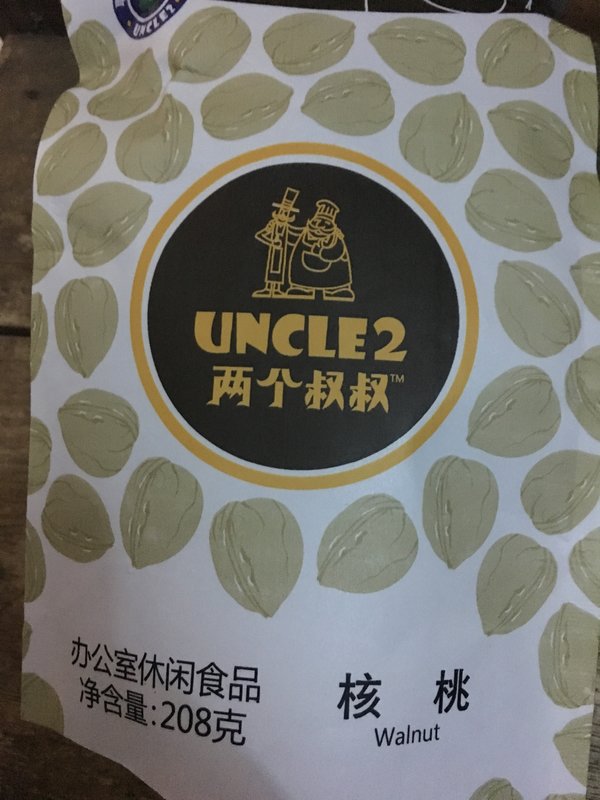 UNCLE2
UNCLE2
两个叔叔™
办公室休闲食品
净含量:208克
核 桃
Walnut